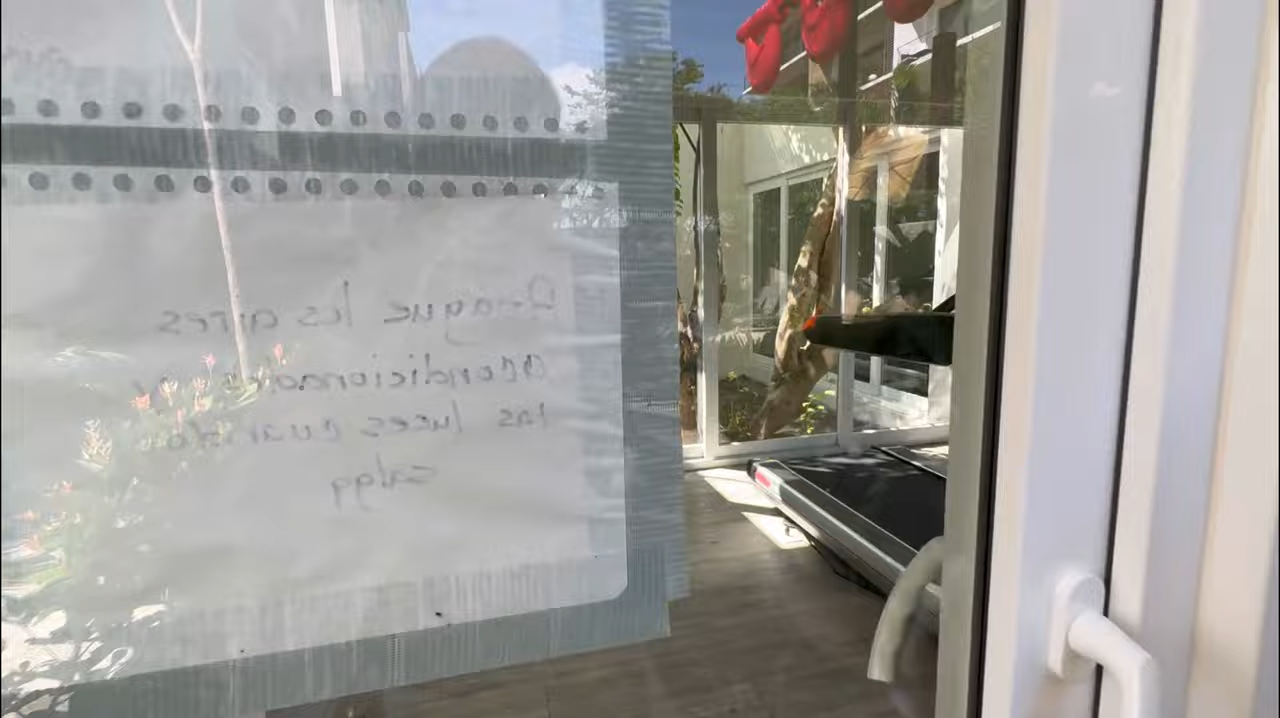 Apague los aires
acondicionados y
las luces cuando
salga